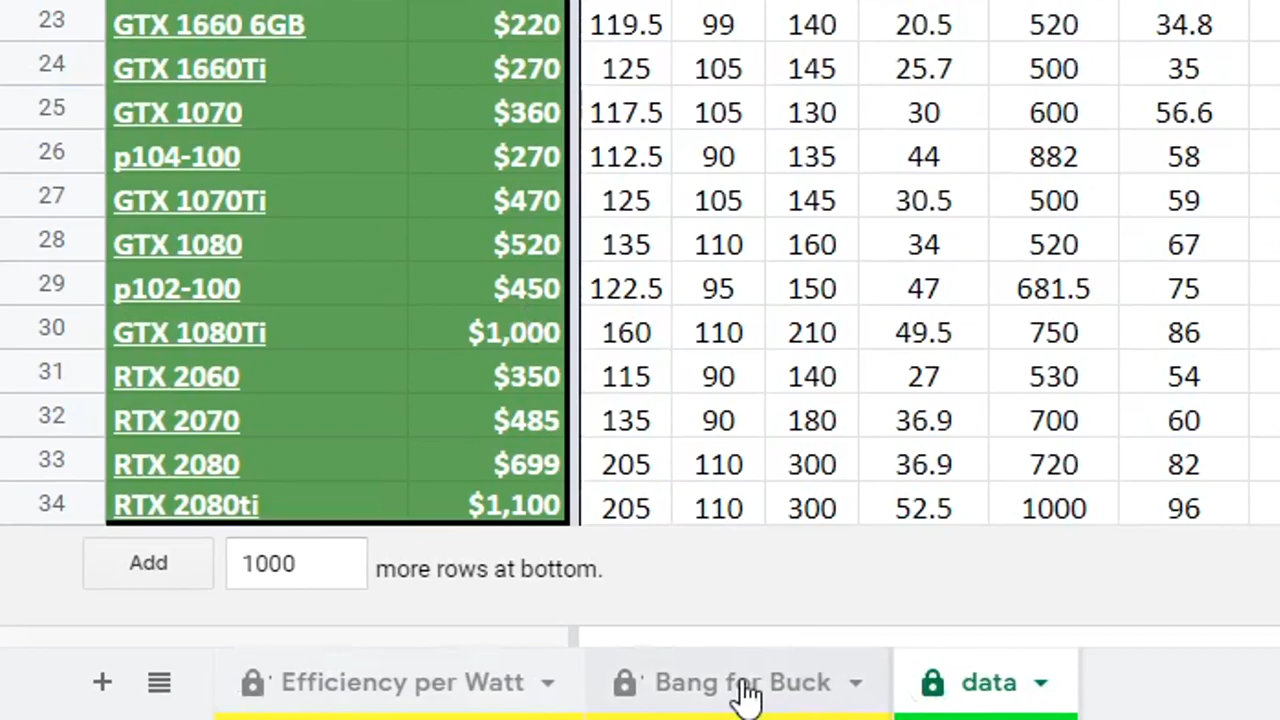 23 GTX 1660 6GB $220 119.5 99 140 20.5 520 34.8
24 GTX 1660Ti $270 125 105 145 25.7 500 35
25 GTX 1070 $360 117.5 105 130 30 600 56.6
26 p104-100 $270 112.5 90 135 44 882 58
27 GTX 1070Ti $470 125 105 145 30.5 500 59
28 GTX 1080 $520 135 110 160 34 520 67
29 p102-100 $450 122.5 95 150 47 681.5 75
30 GTX 1080Ti $1,000 160 110 210 49.5 750 86
31 RTX 2060 $350 115 90 140 27 530 54
32 RTX 2070 $485 135 90 180 36.9 700 60
33 RTX 2080 $699 205 110 300 36.9 720 82
34 RTX 2080ti $1,100 205 110 300 52.5 1000 96
Add 1000 more rows at bottom.
+ Efficiency per Watt Bang for Buck data